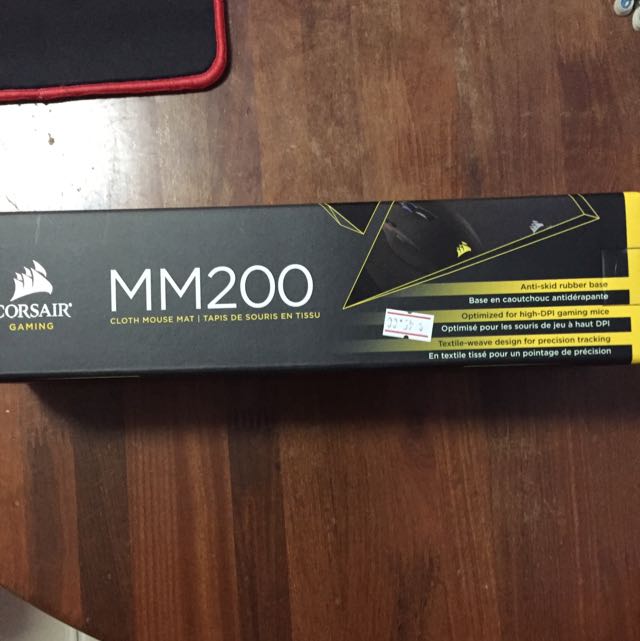 CORSAIR
GAMING
MM200
CLOTH MOUSE MAT | TAPIS DE SOURIS EN TISSU
Anti-skid rubber base
Base en caoutchouc antidérapante
Optimized for high-DPI gaming mice
Optimisé pour les souris de jeu à haut DPI
Textile-weave design for precision tracking
En textile tissé pour un pointage de précision